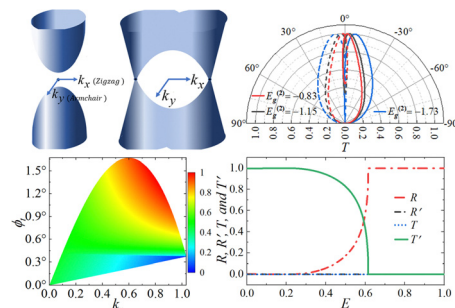 k_x (Zigzag)
k_y (Armchair)
k_x
k_y
0°
30°
-30°
60°
-60°
90°
-90°
E_g^(2)=−0.83
E_g^(2)=−1.15
E_g^(2)=−1.73
1.0 0.8 0.6 0.4 0.2 0.0 0.2 0.4 0.6 0.8 1.0
T
1.5°
1.2°
0.9°
0.6°
0.3°
0.0°
ϕ
0.0 0.2 0.4 0.6 0.8 1.0
k
1
0.8
0.6
0.4
0.2
0
R, R′ T, and T′
1.0
0.8
0.6
0.4
0.2
0.0
R
R′
T
T′
0.0 0.2 0.4 0.6 0.8 1.0
E